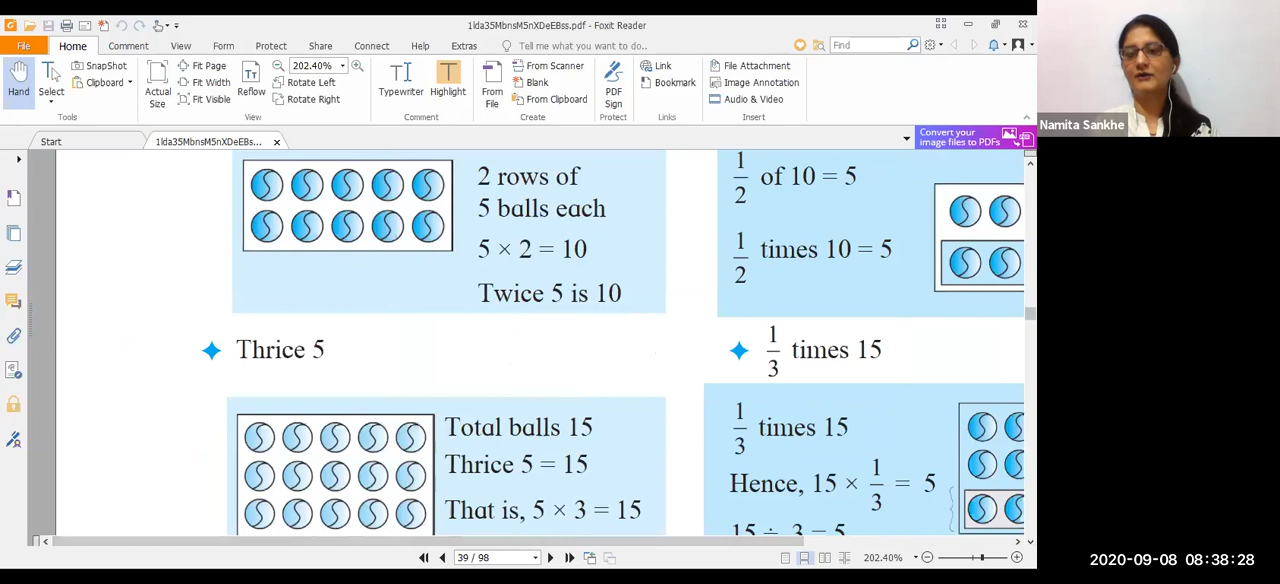 1lda35MbnsM5nXDeEBss.pdf - Foxit Reader
File Home Comment View Form Protect Share Connect Help Extras Tell me what you want to do.. Find
Hand
Select
SnapShot
Clipboard
Tools
Actual Size
Fit Page
Fit Width
Fit Visible
Reflow
202.40%
Rotate Left
Rotate Right
View
Typewriter
Highlight
Comment
From File
From Scanner
Blank
From Clipboard
Create
PDF Sign
Protect
Link
Bookmark
Links
File Attachment
Image Annotation
Audio & Video
Insert
Namita Sankhe
Start
1lda35MbnsM5nXDeEBss...
Convert your
image files to PDFs
2 rows of
5 balls each
5 × 2 = 10
Twice 5 is 10
1/2 of 10 = 5
1/2 times 10 = 5
Thrice 5
1/3 times 15
Total balls 15
Thrice 5 = 15
That is, 5 × 3 = 15
1/3 times 15
Hence, 15 × 1/3 = 5
15 ÷ 3 = 5
39 / 98
202.40%
2020-09-08 08:38:28